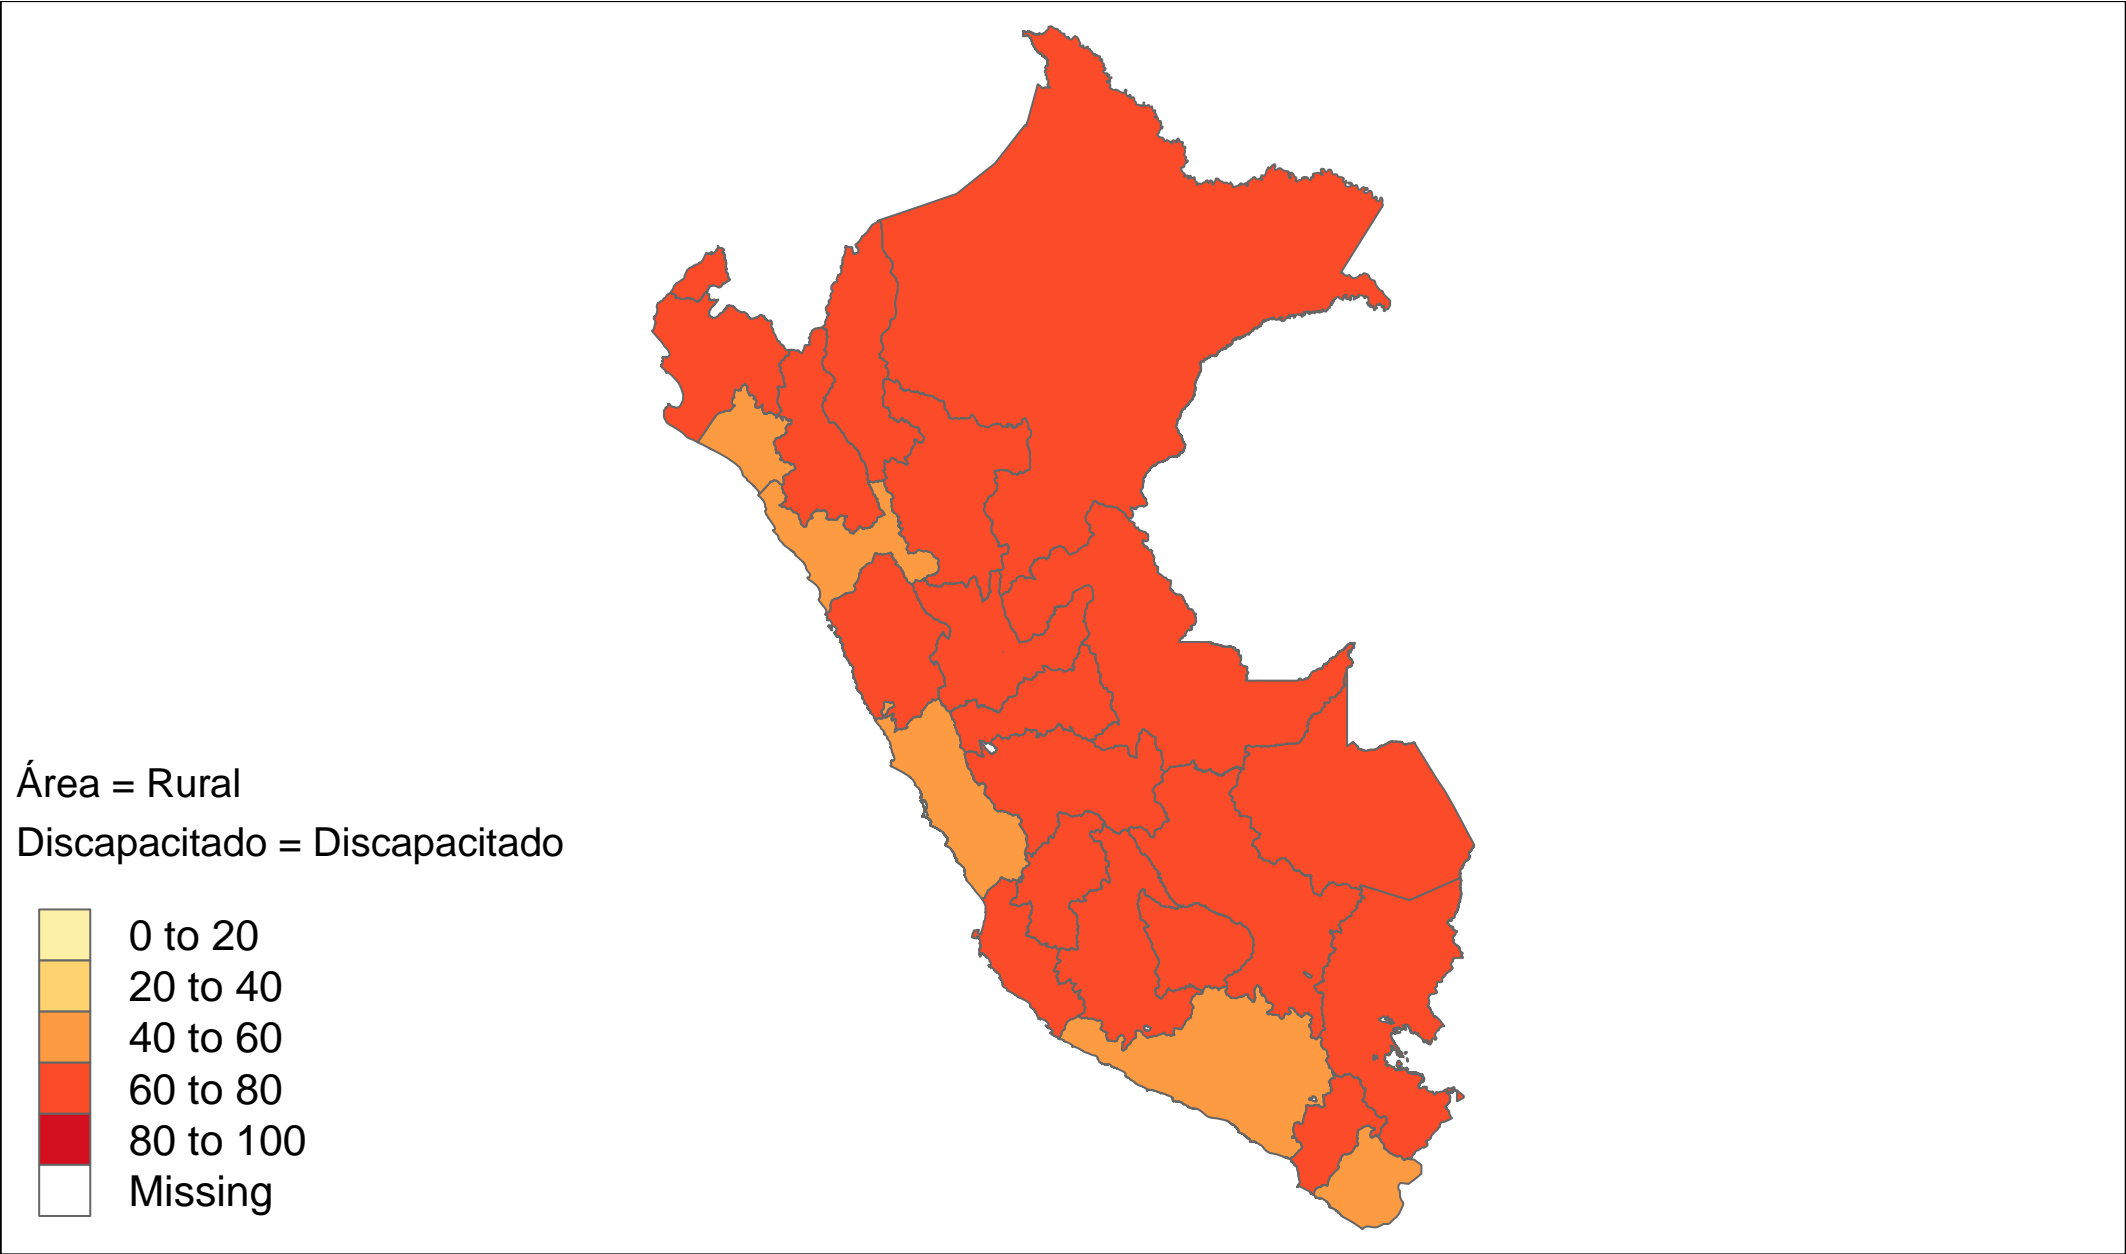 Área = Rural
Discapacitado = Discapacitado
0 to 20
20 to 40
40 to 60
60 to 80
80 to 100
Missing